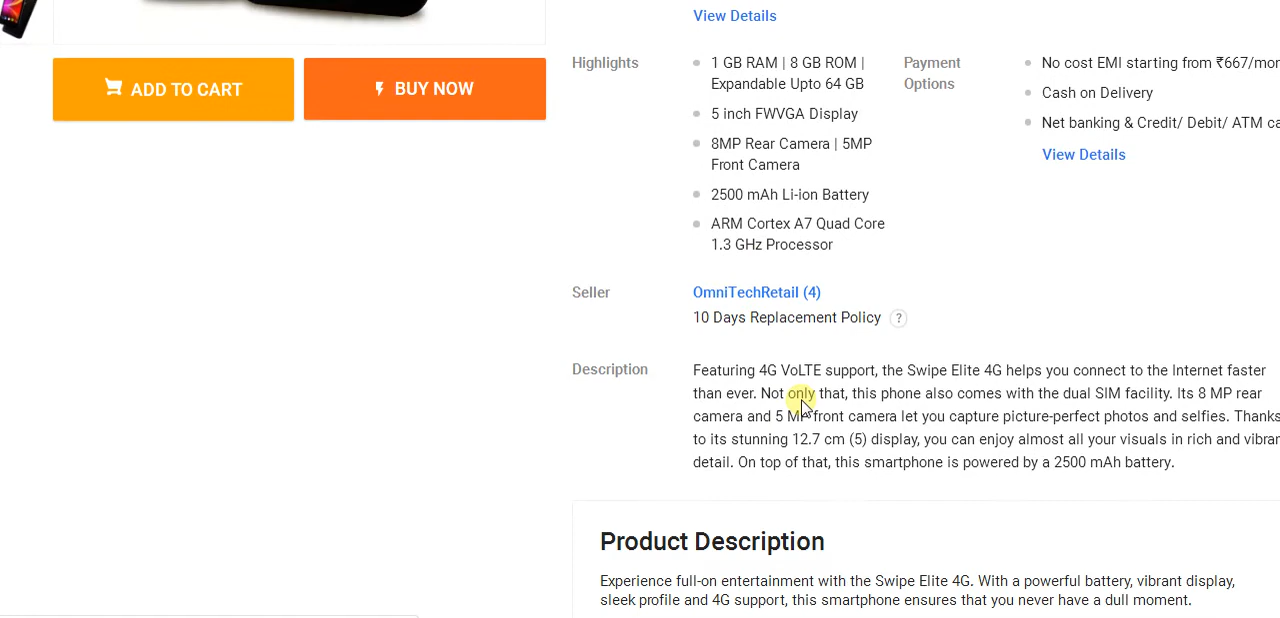 View Details
ADD TO CART
BUY NOW
Highlights
1 GB RAM | 8 GB ROM |
Expandable Upto 64 GB
5 inch FWVGA Display
8MP Rear Camera | 5MP
Front Camera
2500 mAh Li-ion Battery
ARM Cortex A7 Quad Core
1.3 GHz Processor
Payment
Options
No cost EMI starting from ₹667/mor
Cash on Delivery
Net banking & Credit/ Debit/ ATM ca
View Details
Seller
OmniTechRetail (4)
10 Days Replacement Policy ?
Description
Featuring 4G VoLTE support, the Swipe Elite 4G helps you connect to the Internet faster
than ever. Not only that, this phone also comes with the dual SIM facility. Its 8 MP rear
camera and 5 MP front camera let you capture picture-perfect photos and selfies. Thanks
to its stunning 12.7 cm (5) display, you can enjoy almost all your visuals in rich and vibran
detail. On top of that, this smartphone is powered by a 2500 mAh battery.
Product Description
Experience full-on entertainment with the Swipe Elite 4G. With a powerful battery, vibrant display,
sleek profile and 4G support, this smartphone ensures that you never have a dull moment.